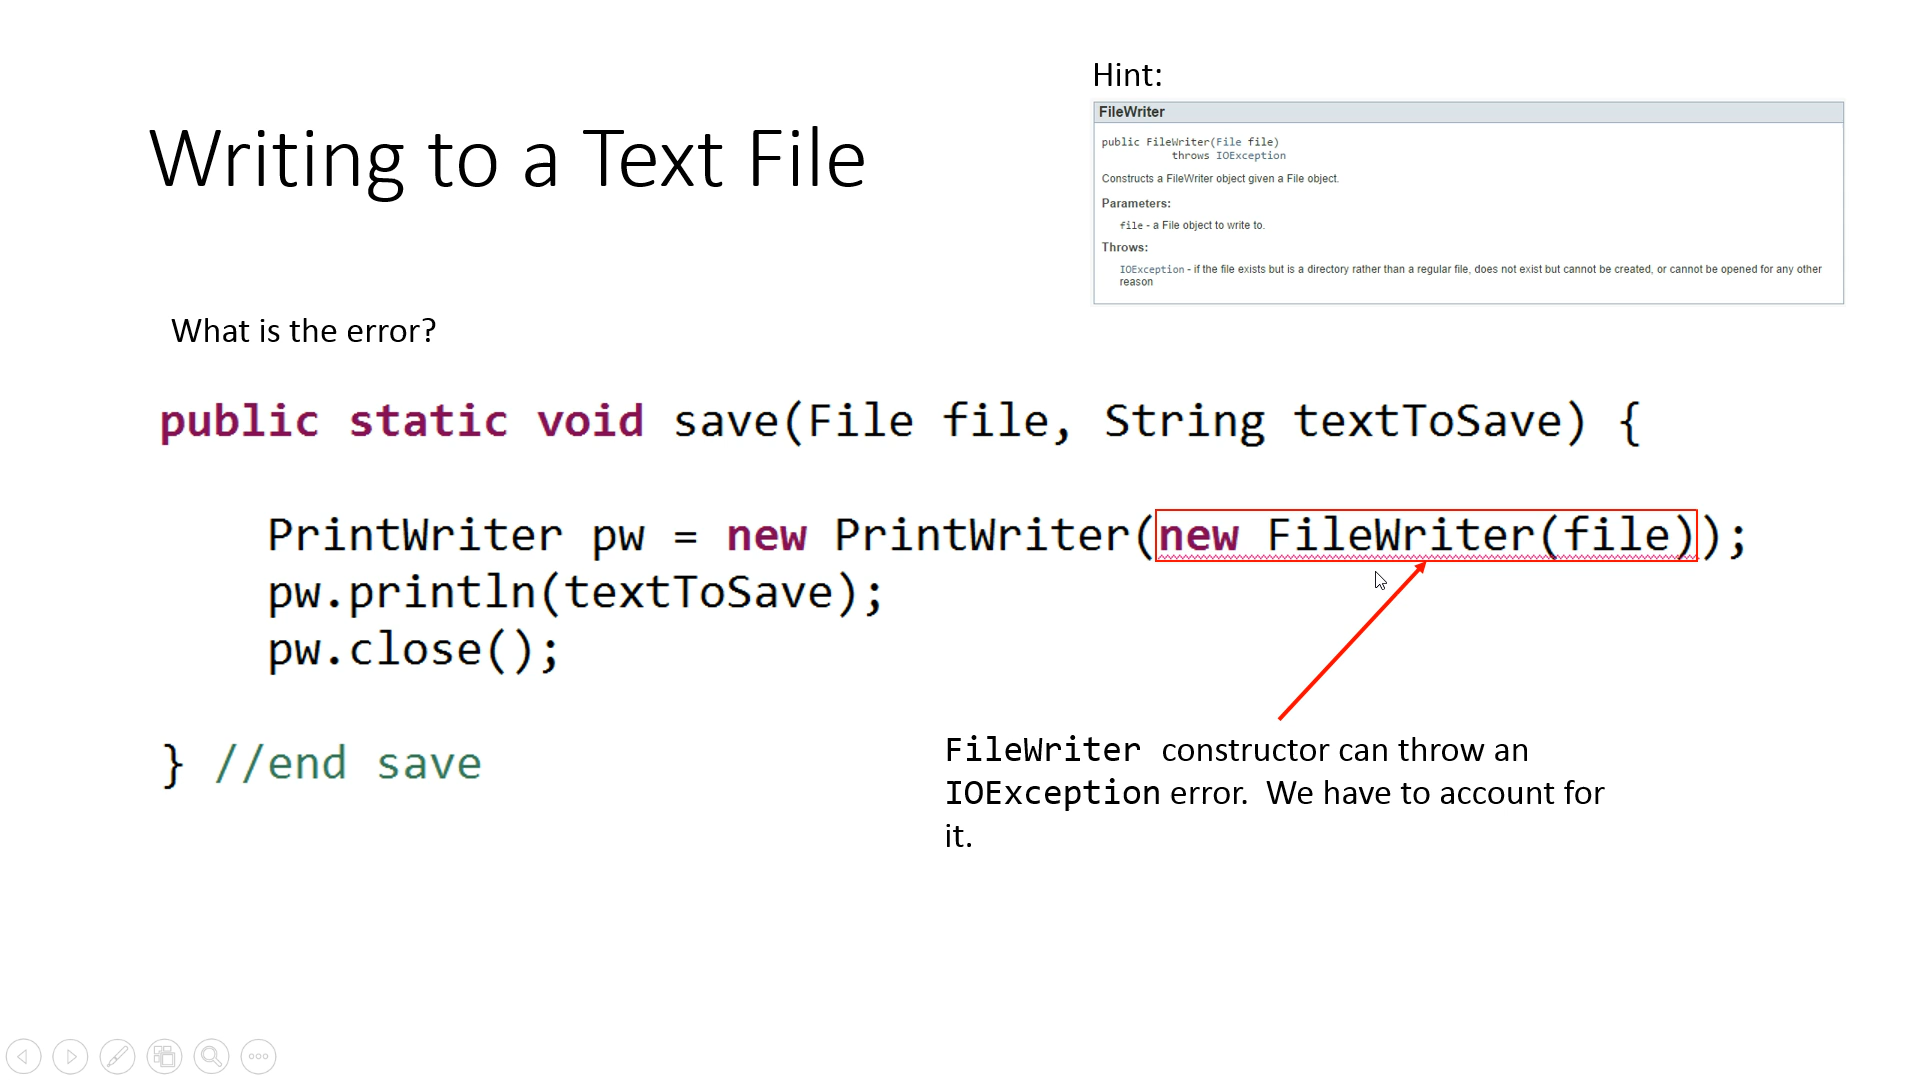 Hint:
FileWriter
public FileWriter(File file)
throws IOException
Constructs a FileWriter object given a File object.
Parameters:
file - a File object to write to.
Throws:
IOException - if the file exists but is a directory rather than a regular file, does not exist but cannot be created, or cannot be opened for any other
reason
Writing to a Text File
What is the error?
public static void save(File file, String textToSave) {
PrintWriter pw = new PrintWriter(new FileWriter(file));
pw.println(textToSave);
pw.close();
} //end save
FileWriter constructor can throw an
IOException error. We have to account for
it.